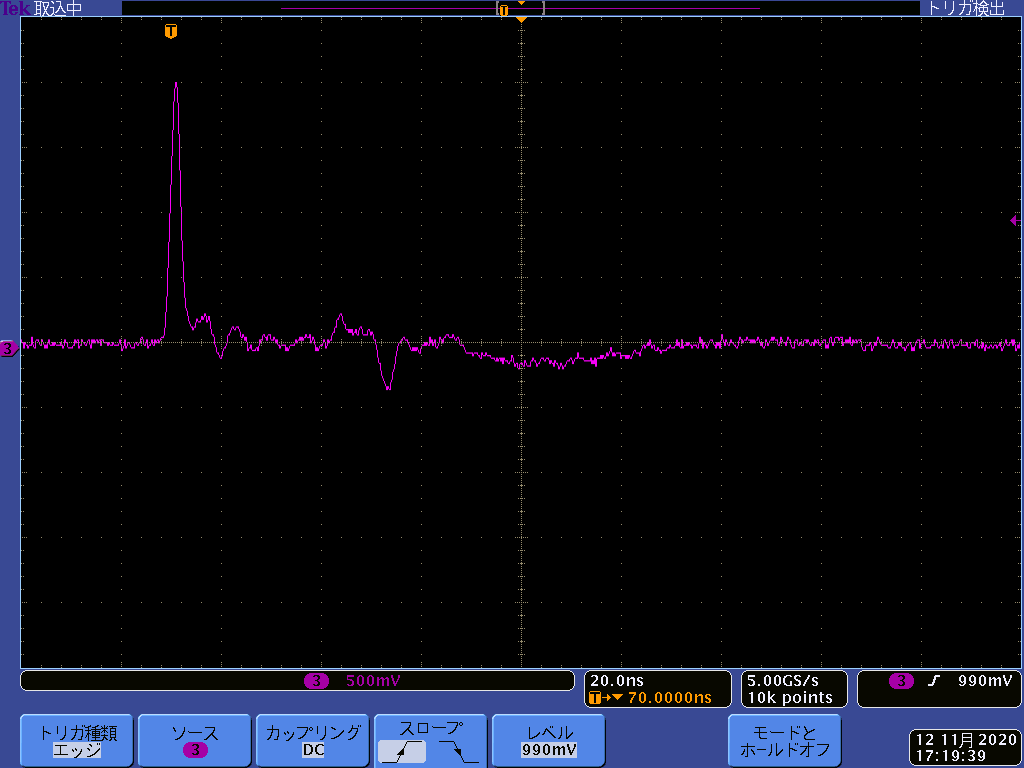 Tek 取込中
トリガ検出
T
T
3
3 500mV
20.0ns
T→▼ 70.0000ns
5.00GS/s
10k points
3 990mV
トリガ種類
エッジ
ソース
3
カップリング
DC
スロープ
レベル
990mV
モードと
ホールドオフ
12 11月 2020
17:19:39